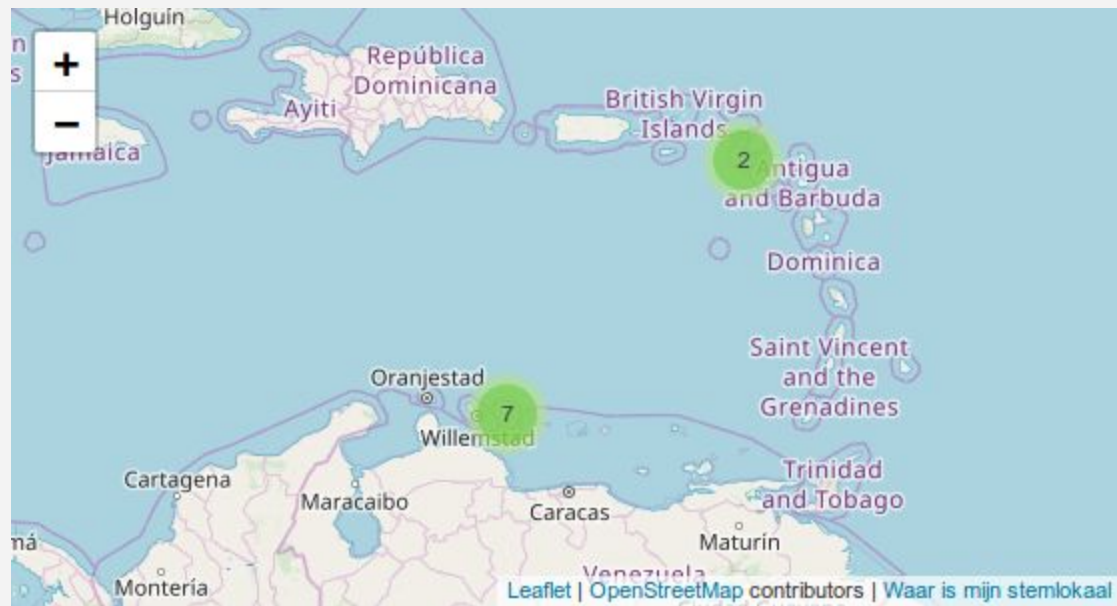 Holguín
n
s
+
−
Jamaica
República
Dominicana
Ayiti
British Virgin
Islands
2
Antigua
and Barbuda
Dominica
Saint Vincent
and the
Grenadines
Oranjestad
7
Willemstad
Trinidad
and Tobago
Cartagena
Maracaibo
Caracas
Maturín
má
Montería
Venezuela
Leaflet | OpenStreetMap contributors | Waar is mijn stemlokaal